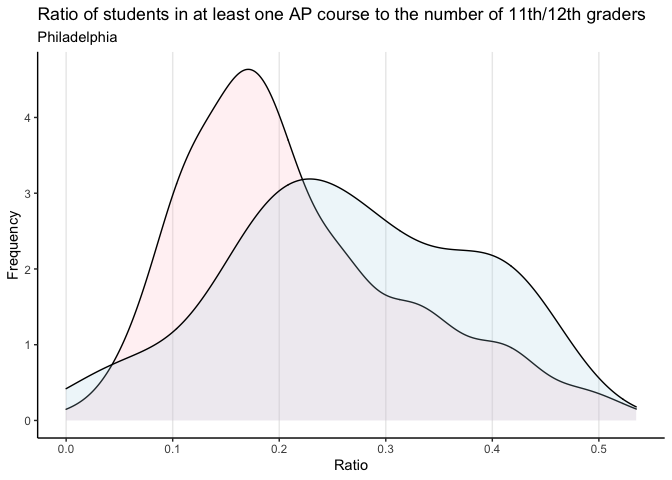 Ratio of students in at least one AP course to the number of 11th/12th graders
Philadelphia
Frequency
4
3
2
1
0
0.0 0.1 0.2 0.3 0.4 0.5
Ratio